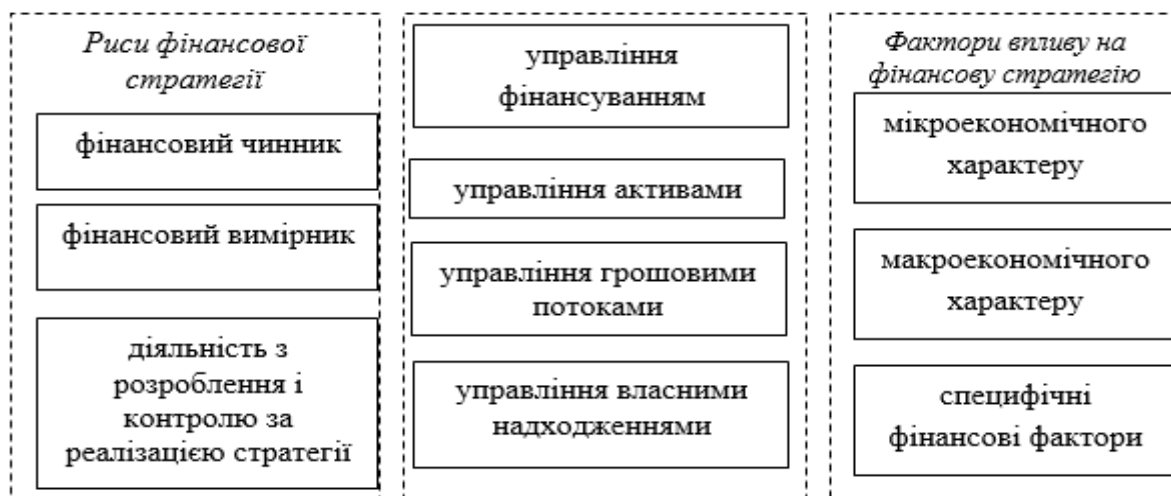 Риси фінансової
стратегії
фінансовий чинник
фінансовий вимірник
діяльність з
розроблення і
контролю за
реалізацією стратегії
управління
фінансуванням
управління активами
управління грошовими
потоками
управління власними
надходженнями
Фактори впливу на
фінансову стратегію
мікроекономічного
характеру
макроекономічного
характеру
специфічні
фінансові фактори